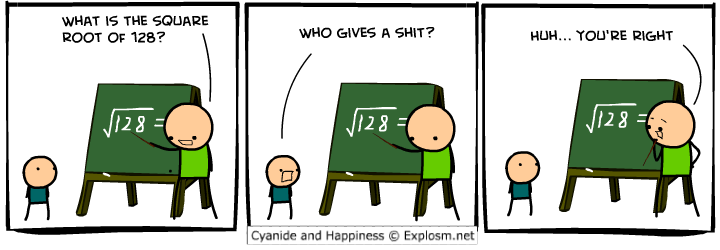 WHAT IS THE SQUARE
ROOT OF 128?
√128 =
WHO GIVES A SHIT?
√128 =
HUH... YOU'RE RIGHT
√128 =
Cyanide and Happiness © Explosm.net